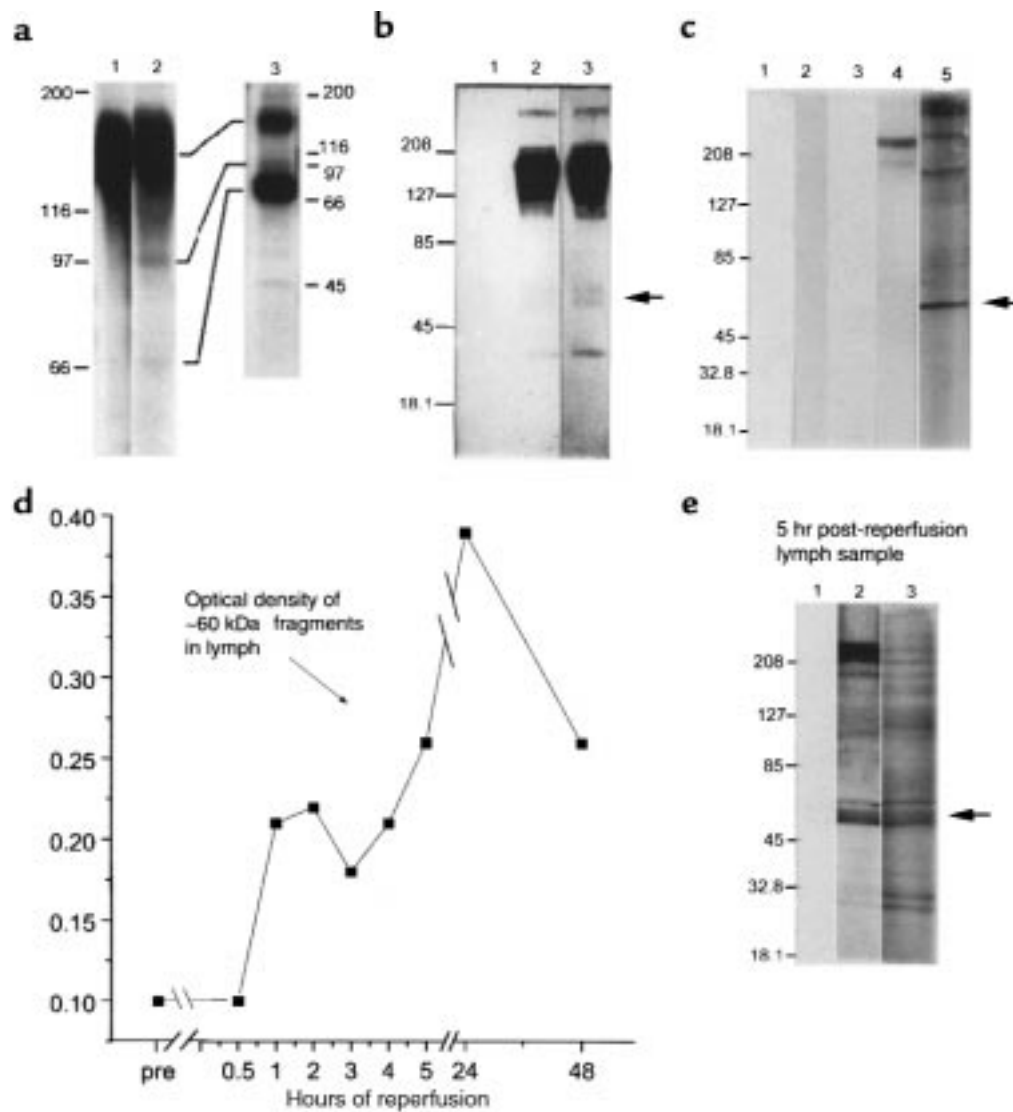 a
1 2
200
116
97
66
3
200
116
97
66
45
b
1 2 3
208
127
85
45
18.1
c
1 2 3 4 5
208
127
85
45
32.8
18.1
d
0.40
0.35
0.30
0.25
0.20
0.15
0.10
Optical density of
~60 kDa fragments
in lymph
pre 0.5 1 2 3 4 5 24 48
Hours of reperfusion
e
5 hr post-reperfusion
lymph sample
1 2 3
208
127
85
45
32.8
18.1